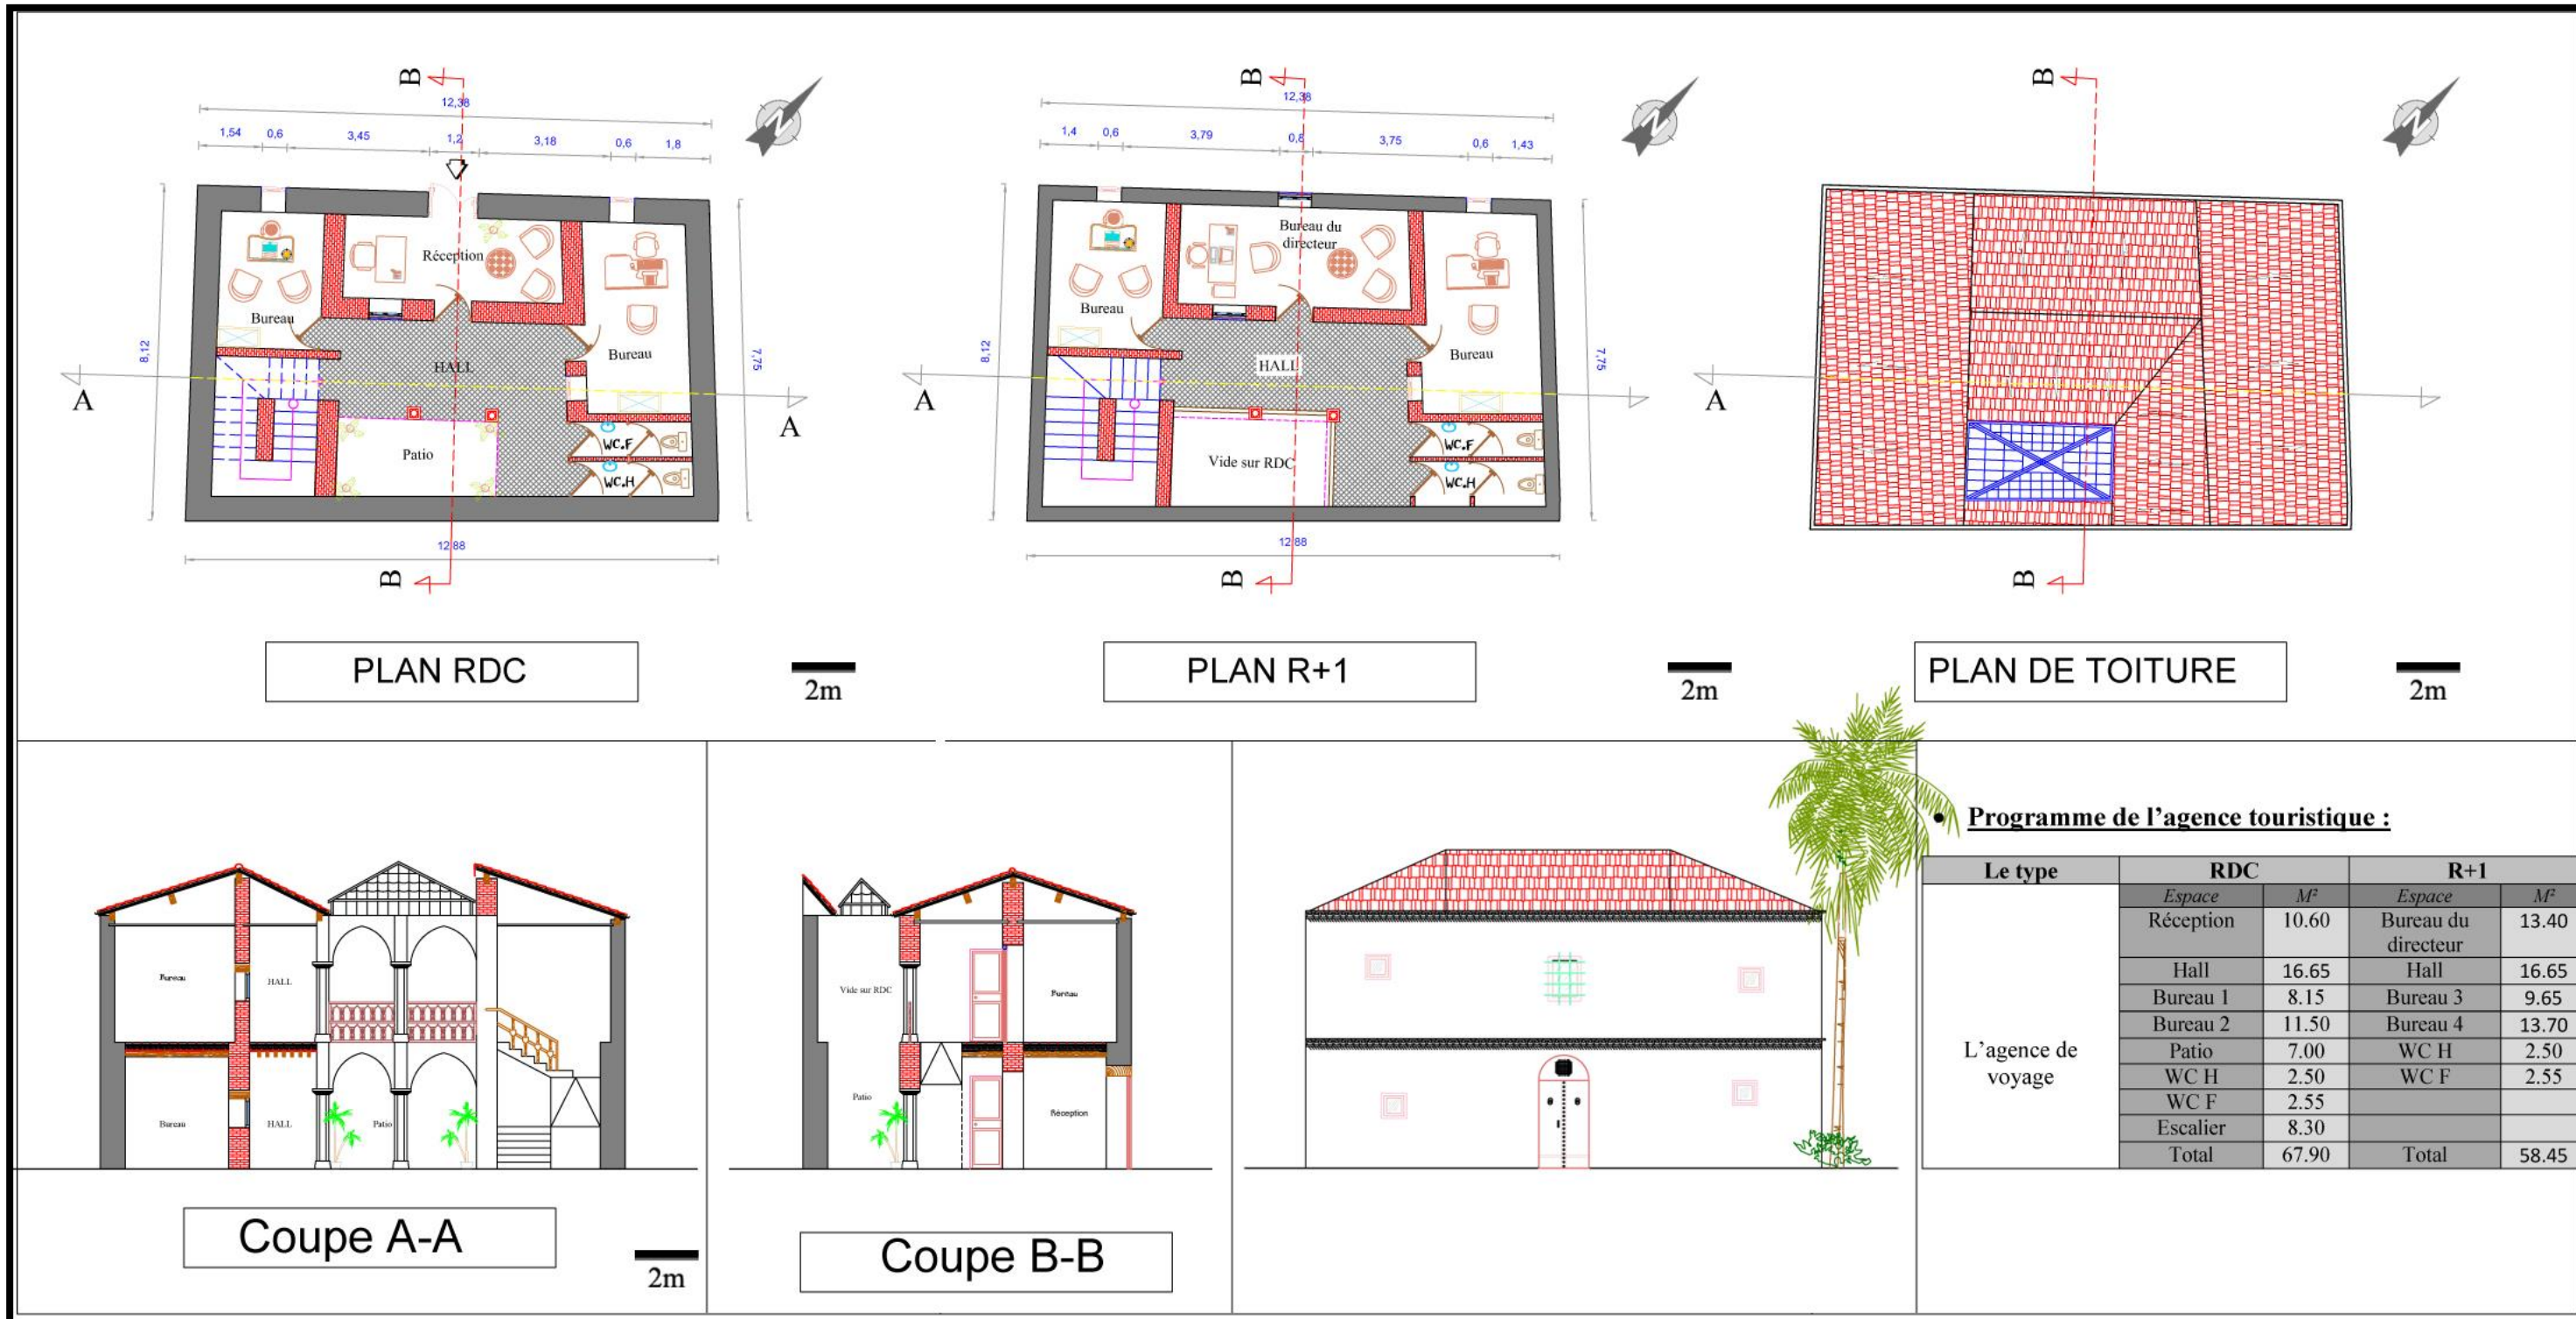 B
12,38
1,54 0,6 3,45 1,2 3,18 0,6 1,8
N
Réception
Bureau
Bureau
HALL
8,12
7,75
A
A
WC.F
Patio
WC.H
12,88
B
PLAN RDC
2m
B
12,38
1,4 0,6 3,79 0,8 3,75 0,6 1,43
N
Bureau du
directeur
Bureau
Bureau
HALL
8,12
7,75
A
WC.F
Vide sur RDC
WC.H
12,88
B
PLAN R+1
2m
B
N
A
B
PLAN DE TOITURE
2m
Bureau
HALL
Bureau
HALL
Patio
Coupe A-A
2m
Vide sur RDC
Bureau
Patio
Réception
Coupe B-B
• Programme de l’agence touristique :
Le type RDC R+1
Espace M² Espace M²
Réception 10.60 Bureau du directeur 13.40
Hall 16.65 Hall 16.65
Bureau 1 8.15 Bureau 3 9.65
Bureau 2 11.50 Bureau 4 13.70
L’agence de voyage
Patio 7.00 WC H 2.50
WC H 2.50 WC F 2.55
WC F 2.55
Escalier 8.30
Total 67.90 Total 58.45